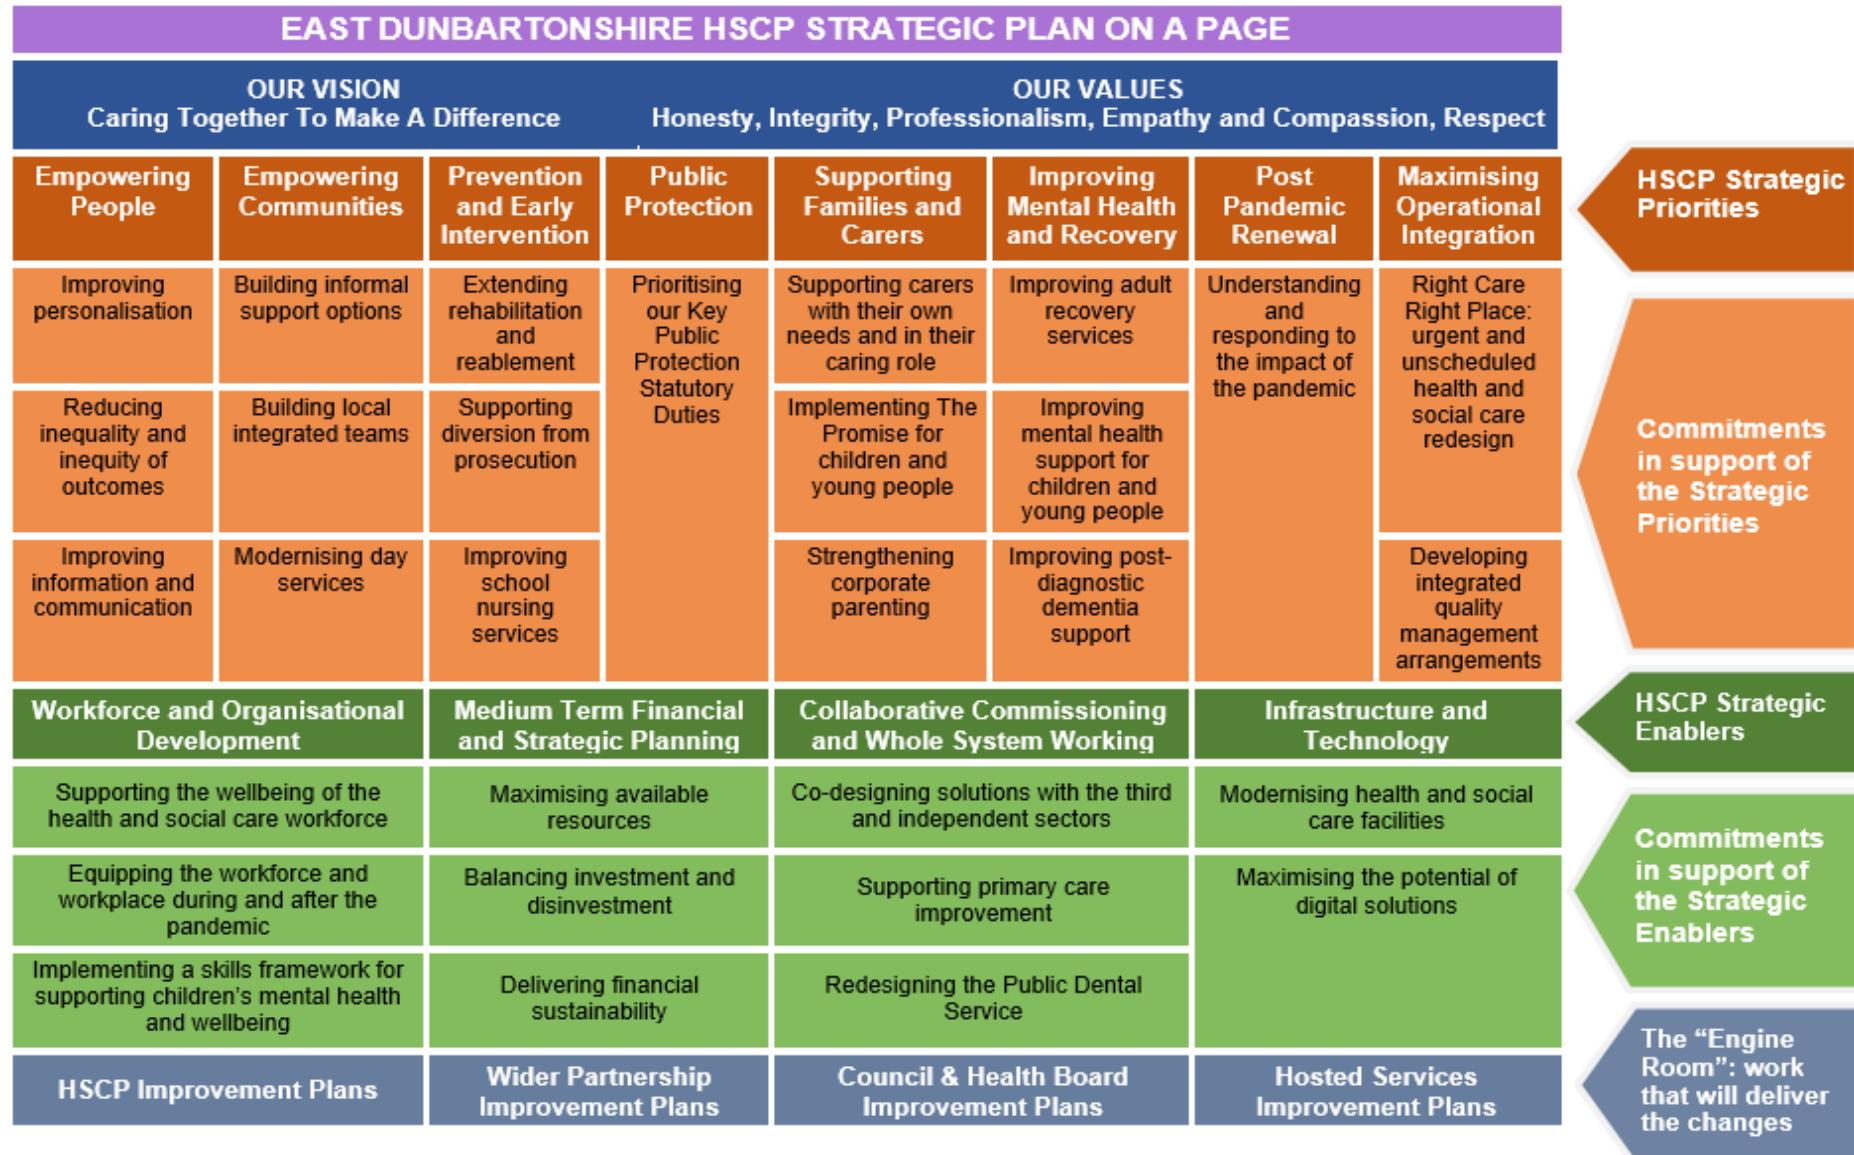 EAST DUNBARTONSHIRE HSCP STRATEGIC PLAN ON A PAGE
OUR VISION
Caring Together To Make A Difference
OUR VALUES
Honesty, Integrity, Professionalism, Empathy and Compassion, Respect
Empowering
People
Empowering
Communities
Prevention
and Early
Intervention
Public
Protection
Supporting
Families and
Carers
Improving
Mental Health
and Recovery
Post
Pandemic
Renewal
Maximising
Operational
Integration
HSCP Strategic
Priorities
Improving
personalisation
Building informal
support options
Extending
rehabilitation
and
reablement
Prioritising
our Key
Public
Protection
Statutory
Duties
Supporting carers
with their own
needs and in their
caring role
Improving adult
recovery
services
Understanding
and
responding to
the impact of
the pandemic
Right Care
Right Place:
urgent and
unscheduled
health and
social care
redesign
Reducing
inequality and
inequity of
outcomes
Building local
integrated teams
Supporting
diversion from
prosecution
Implementing The
Promise for
children and
young people
Improving
mental health
support for
children and
young people
Improving
information and
communication
Modernising day
services
Improving
school
nursing
services
Strengthening
corporate
parenting
Improving post-
diagnostic
dementia
support
Developing
integrated
quality
management
arrangements
Commitments
in support of
the Strategic
Priorities
Workforce and Organisational
Development
Medium Term Financial
and Strategic Planning
Collaborative Commissioning
and Whole System Working
Infrastructure and
Technology
HSCP Strategic
Enablers
Supporting the wellbeing of the
health and social care workforce
Maximising available
resources
Co-designing solutions with the third
and independent sectors
Modernising health and social
care facilities
Equipping the workforce and
workplace during and after the
pandemic
Balancing investment and
disinvestment
Supporting primary care
improvement
Maximising the potential of
digital solutions
Implementing a skills framework for
supporting children’s mental health
and wellbeing
Delivering financial
sustainability
Redesigning the Public Dental
Service
Commitments
in support of
the Strategic
Enablers
HSCP Improvement Plans
Wider Partnership
Improvement Plans
Council & Health Board
Improvement Plans
Hosted Services
Improvement Plans
The “Engine
Room”: work
that will deliver
the changes